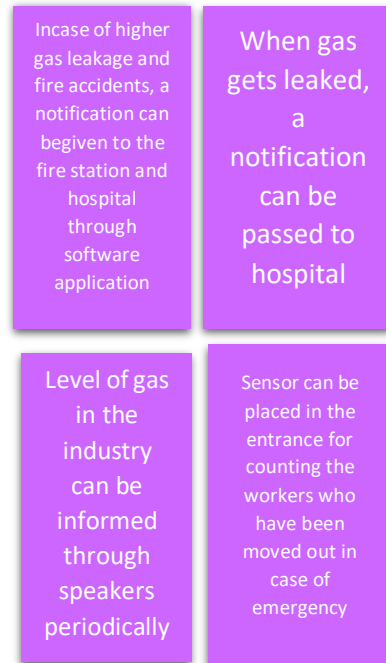 Incase of higher
gas leakage and
fire accidents, a
notification can
begiven to the
fire station and
hospital
through
software
application
When gas
gets leaked,
a
notification
can be
passed to
hospital
Level of gas
in the
industry
can be
informed
through
speakers
periodically
Sensor can be
placed in the
entrance for
counting the
workers who
have been
moved out in
case of
emergency